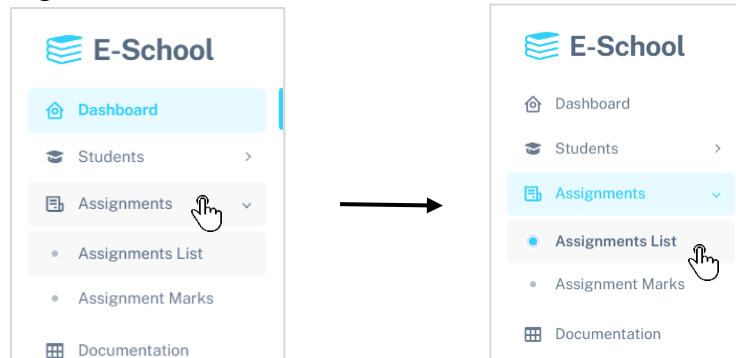 E-School
Dashboard
Students
Assignments
Assignments List
Assignment Marks
Documentation
E-School
Dashboard
Students
Assignments
Assignments List
Assignment Marks
Documentation